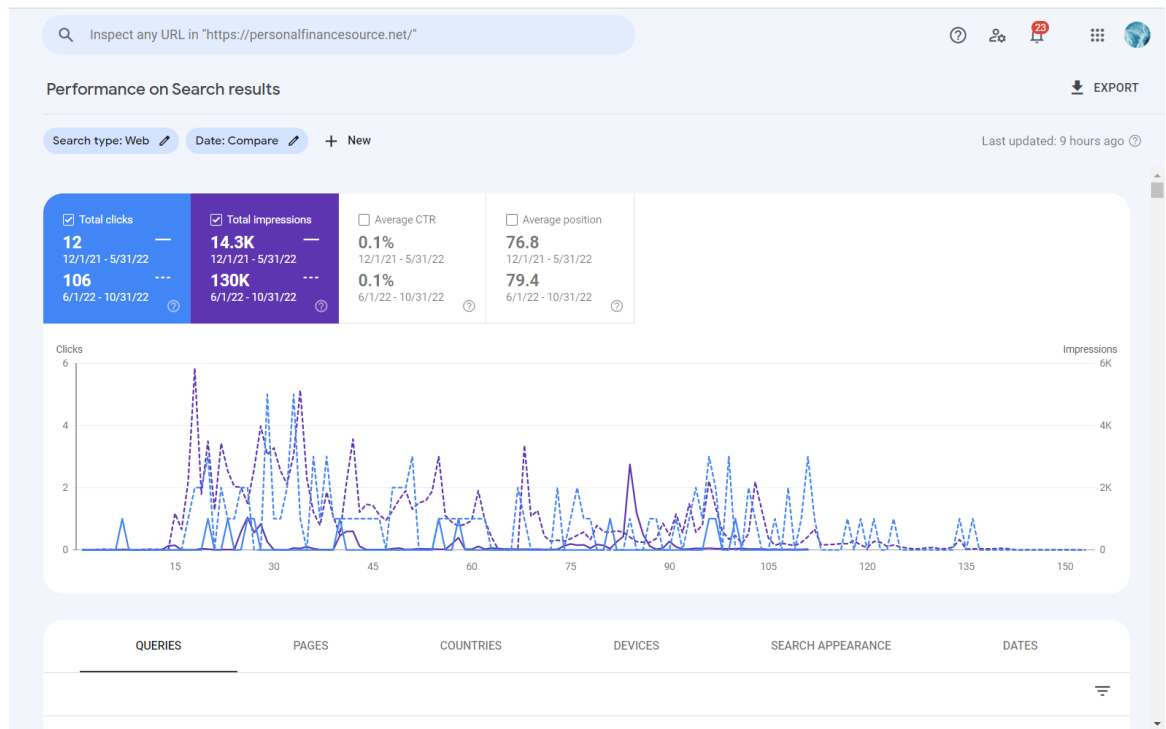 Inspect any URL in "https://personalfinancesource.net/"
23
Performance on Search results
EXPORT
Search type: Web
Date: Compare
New
Last updated: 9 hours ago
Total clicks
12
12/1/21 - 5/31/22
106
6/1/22 - 10/31/22
Total impressions
14.3K
12/1/21 - 5/31/22
130K
6/1/22 - 10/31/22
Average CTR
0.1%
12/1/21 - 5/31/22
0.1%
6/1/22 - 10/31/22
Average position
76.8
12/1/21 - 5/31/22
79.4
6/1/22 - 10/31/22
Clicks Impressions
6 6K
4 4K
2 2K
0 0
15 30 45 60 75 90 105 120 135 150
QUERIES PAGES COUNTRIES DEVICES SEARCH APPEARANCE DATES